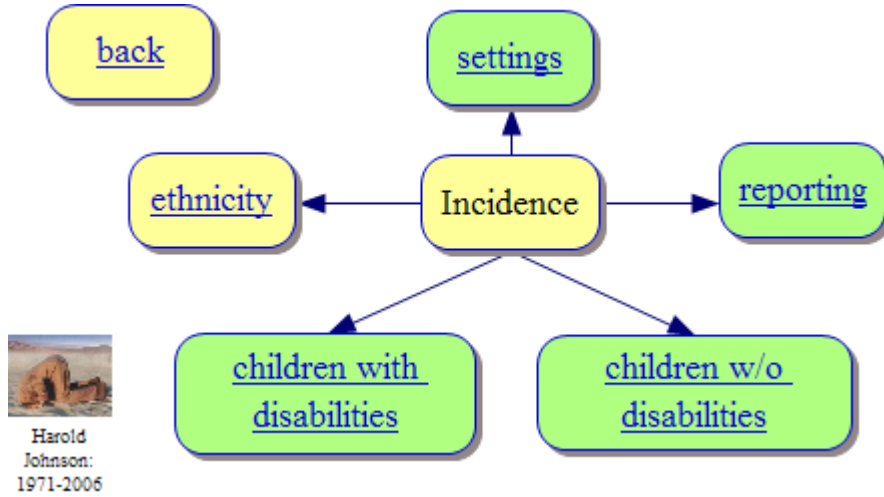 back
settings
ethnicity
Incidence
reporting
children with
disabilities
children w/o
disabilities
Harold
Johnson:
1971-2006